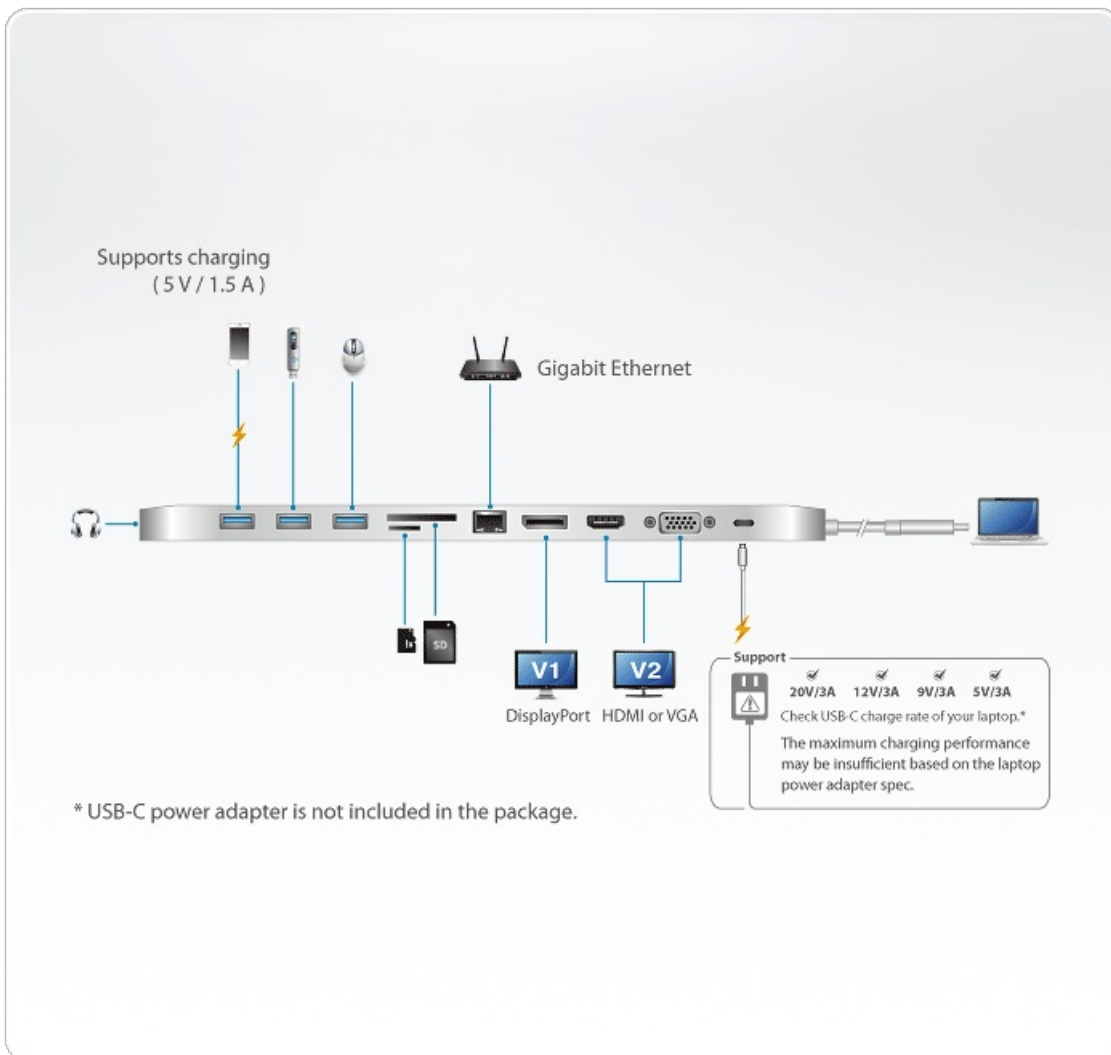 Supports charging
( 5 V / 1.5 A )
Gigabit Ethernet
SD
V1
V2
DisplayPort
HDMI or VGA
Support
20V/3A 12V/3A 9V/3A 5V/3A
Check USB-C charge rate of your laptop.*
The maximum charging performance
may be insufficient based on the laptop
power adapter spec.
* USB-C power adapter is not included in the package.